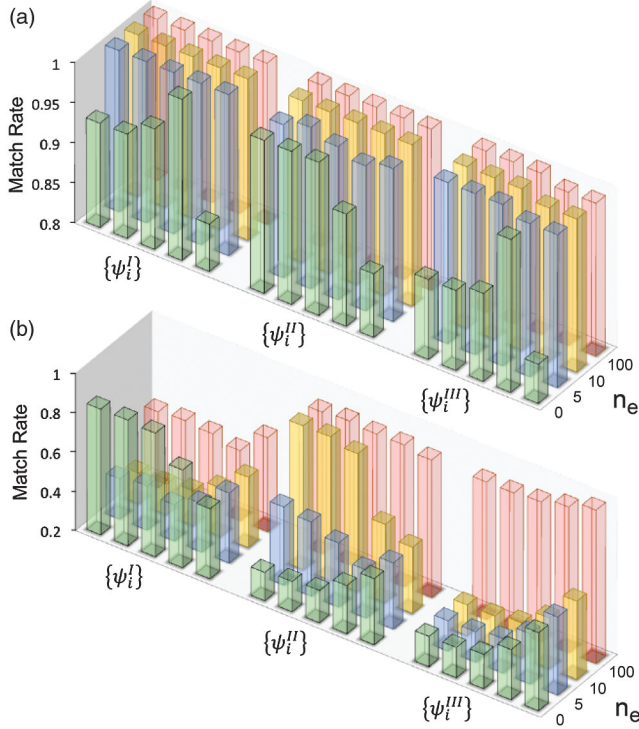 (a)
1
0.95
0.9
0.85
0.8
Match Rate
{ψ_i^I}
{ψ_i^II}
{ψ_i^III}
0
5
10
100
n_e
(b)
1
0.8
0.6
0.4
0.2
Match Rate
{ψ_i^I}
{ψ_i^II}
{ψ_i^III}
0
5
10
100
n_e